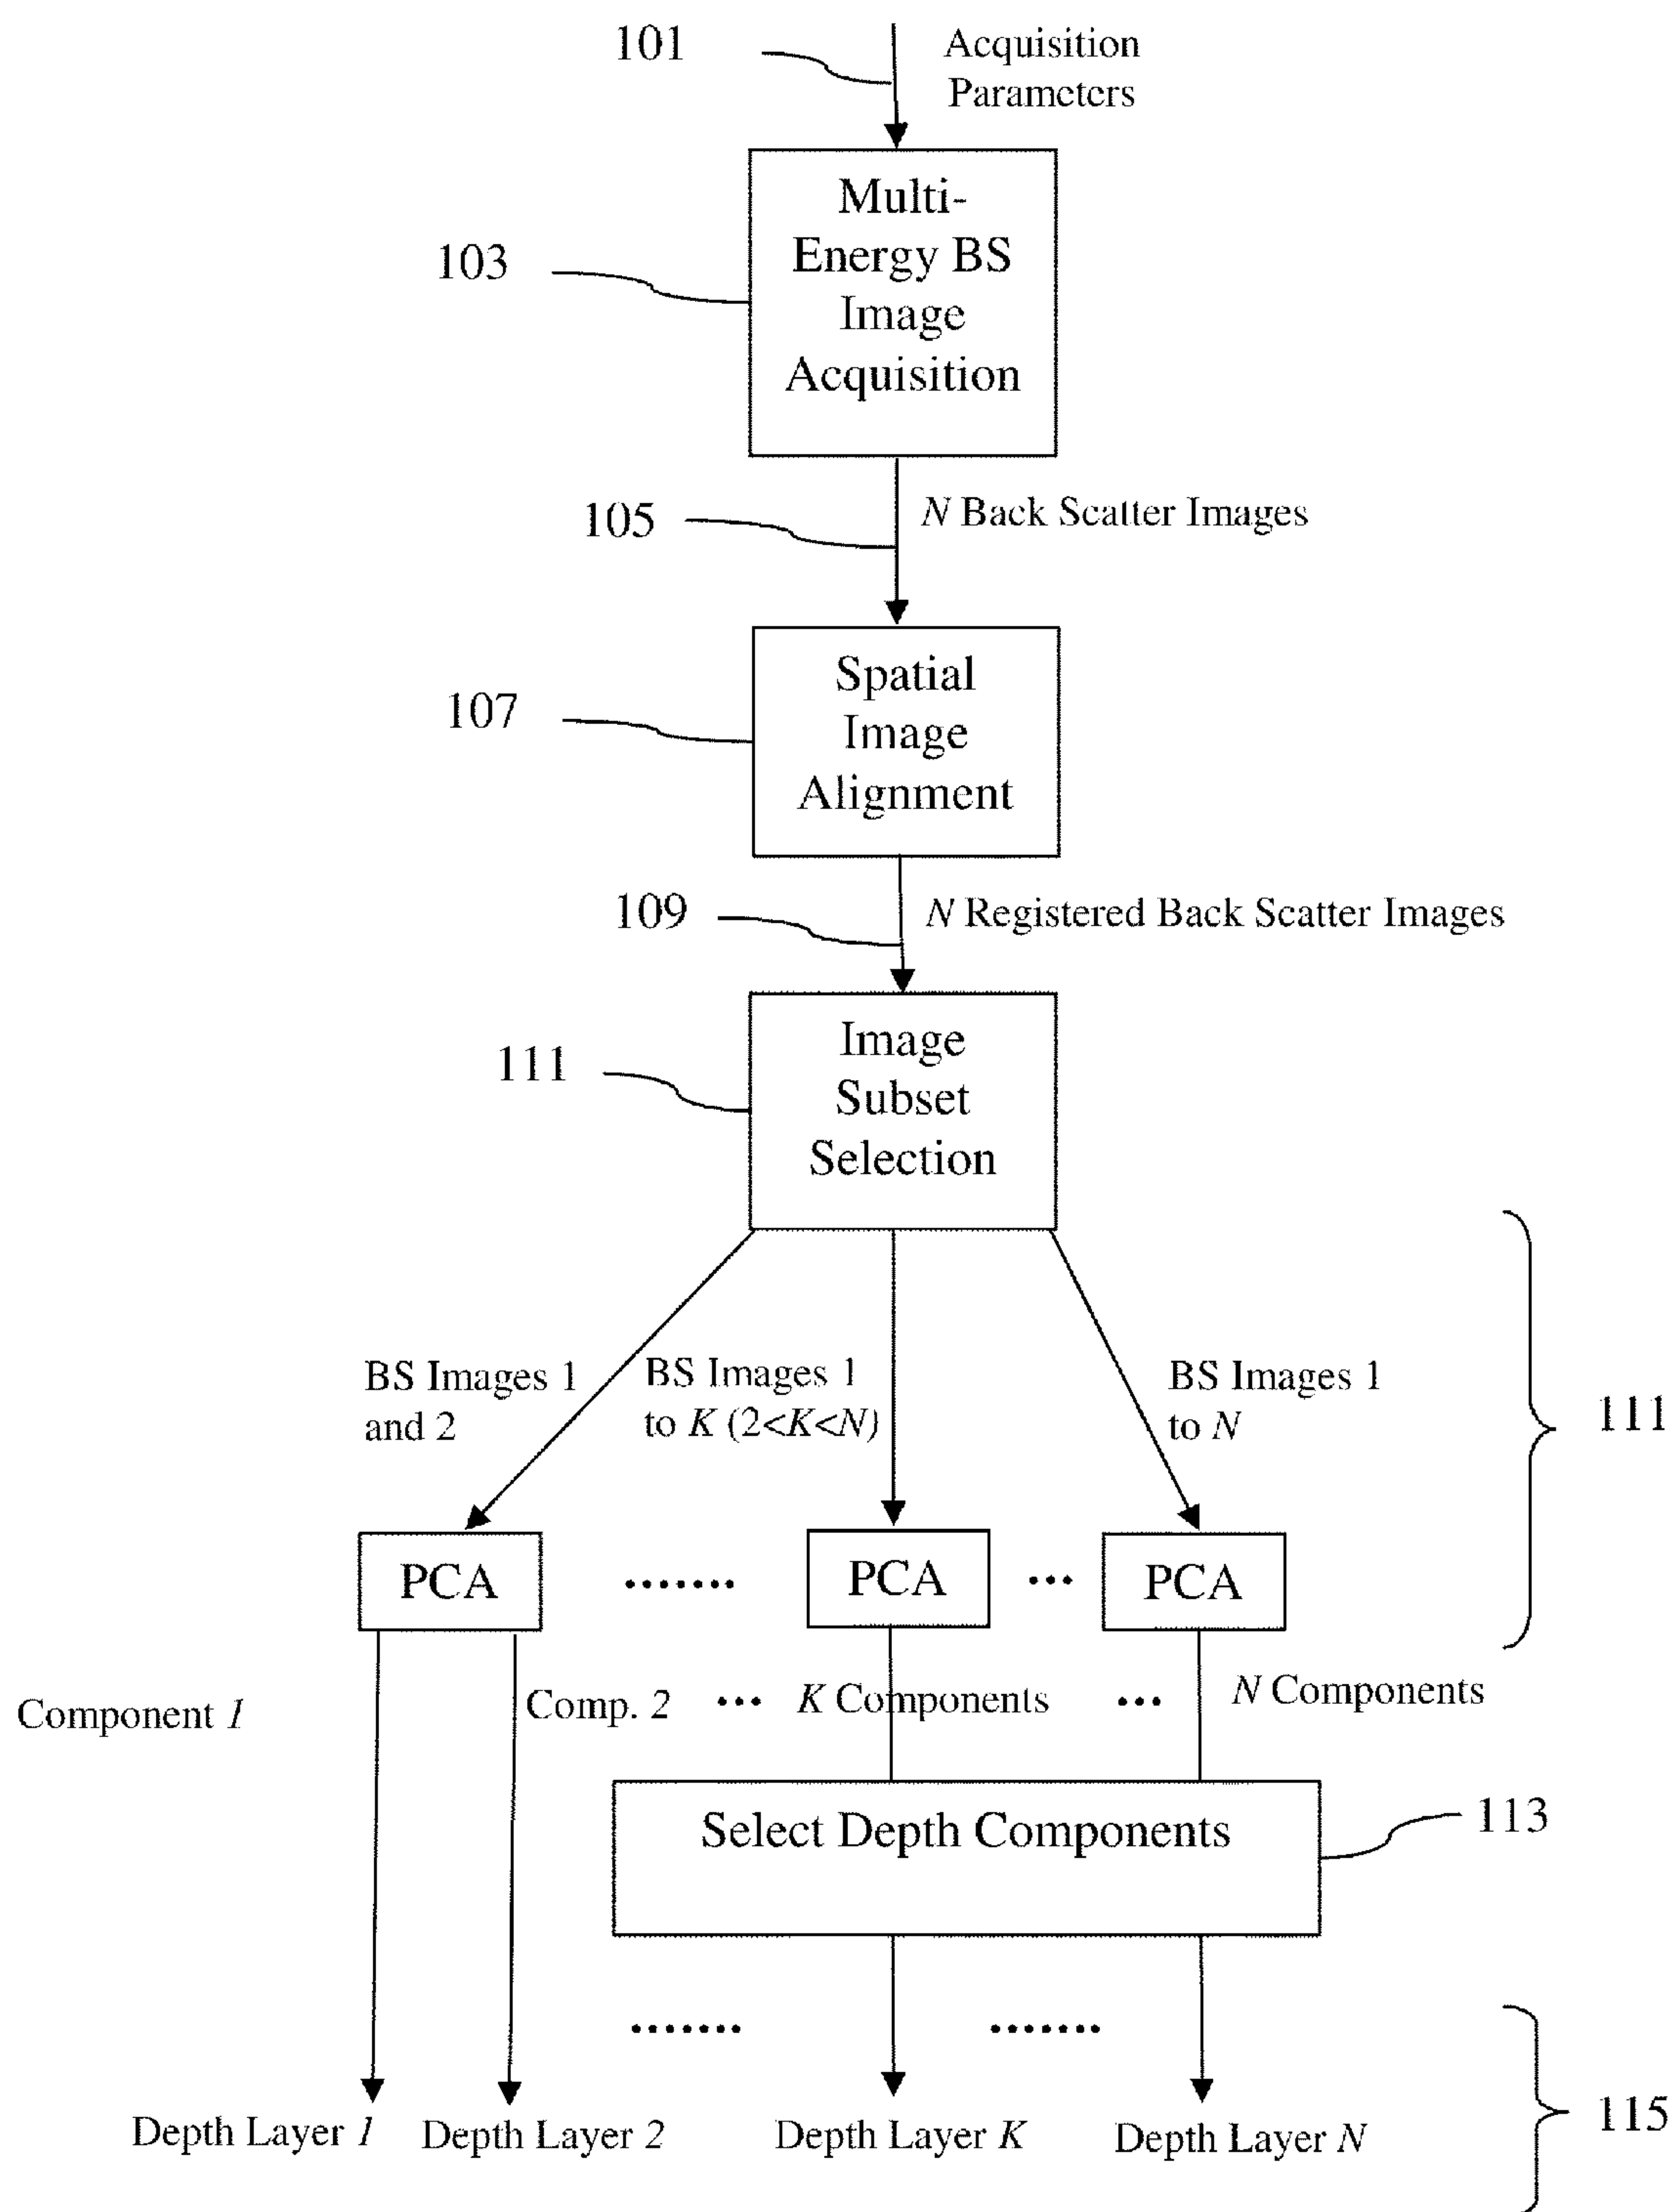 101
Acquisition
Parameters
Multi-
Energy BS
Image
Acquisition
103
105
N Back Scatter Images
Spatial
Image
Alignment
107
109
N Registered Back Scatter Images
Image
Subset
Selection
111
BS Images 1
and 2
BS Images 1
to K (2<K<N)
BS Images 1
to N
111
PCA
.......
PCA
...
PCA
Component 1
Comp. 2
...
K Components
...
N Components
Select Depth Components
113
.......
.......
Depth Layer 1
Depth Layer 2
Depth Layer K
Depth Layer N
115